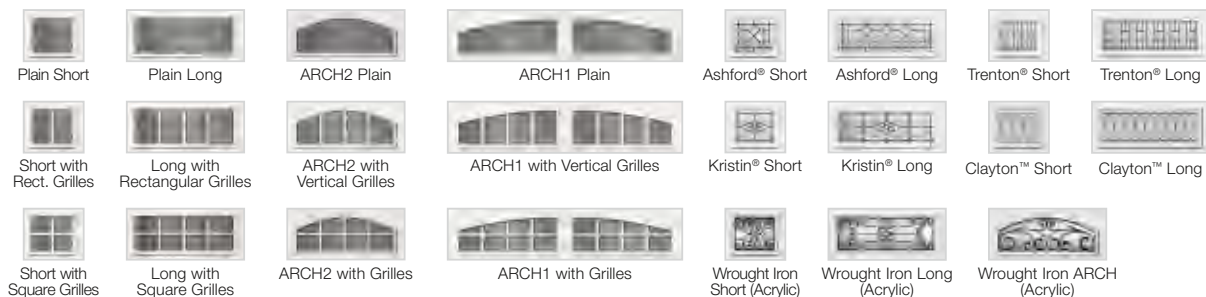 Plain Short
Plain Long
ARCH2 Plain
ARCH1 Plain
Ashford® Short
Ashford® Long
Trenton® Short
Trenton® Long
Short with
Rect. Grilles
Long with
Rectangular Grilles
ARCH2 with
Vertical Grilles
ARCH1 with Vertical Grilles
Kristin® Short
Kristin® Long
Clayton™ Short
Clayton™ Long
Short with
Square Grilles
Long with
Square Grilles
ARCH2 with Grilles
ARCH1 with Grilles
Wrought Iron
Short (Acrylic)
Wrought Iron Long
(Acrylic)
Wrought Iron ARCH
(Acrylic)